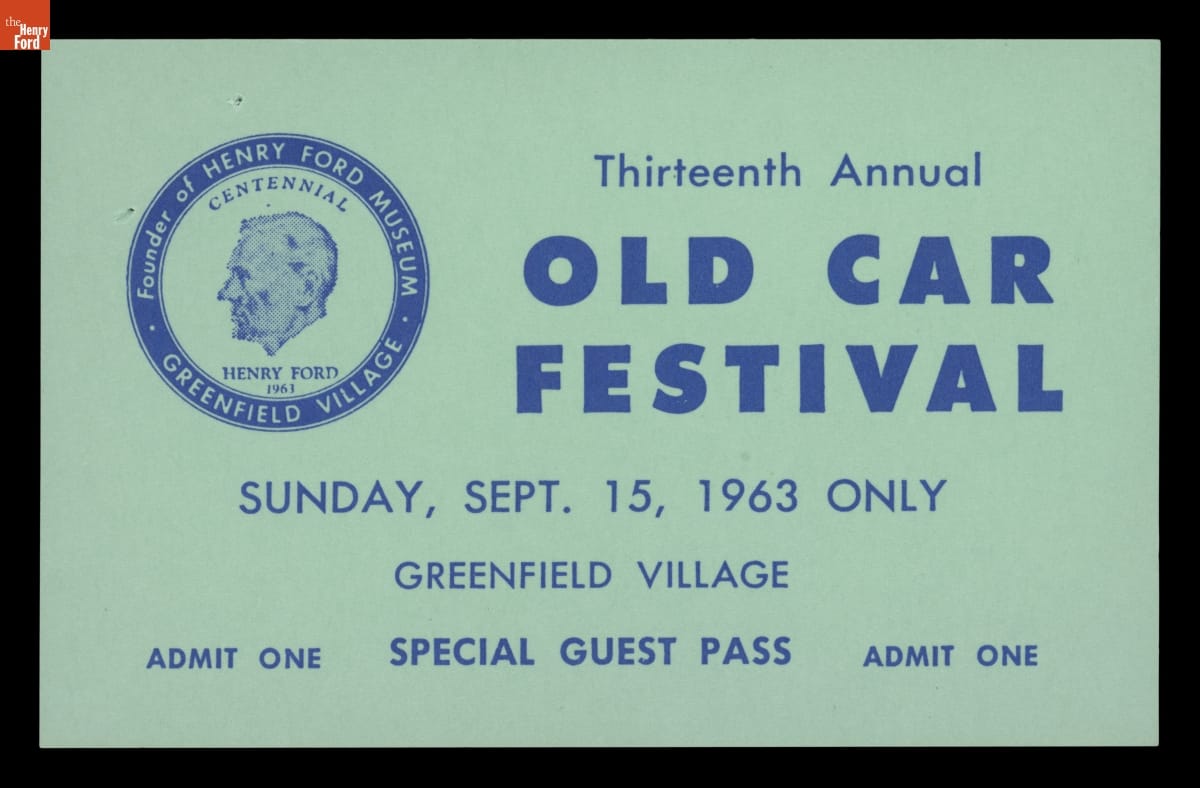 the
Henry
Ford
Founder of HENRY FORD MUSEUM
CENTENNIAL
HENRY FORD
1963
· GREENFIELD VILLAGE ·
Thirteenth Annual
OLD CAR
FESTIVAL
SUNDAY, SEPT. 15, 1963 ONLY
GREENFIELD VILLAGE
ADMIT ONE SPECIAL GUEST PASS ADMIT ONE